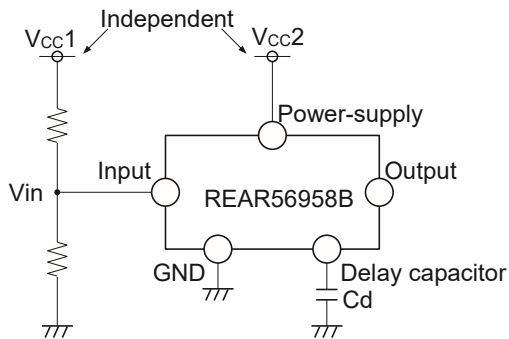 Independent
VCC1
VCC2
Power-supply
Input
Output
Vin
REAR56958B
GND
Delay capacitor
Cd